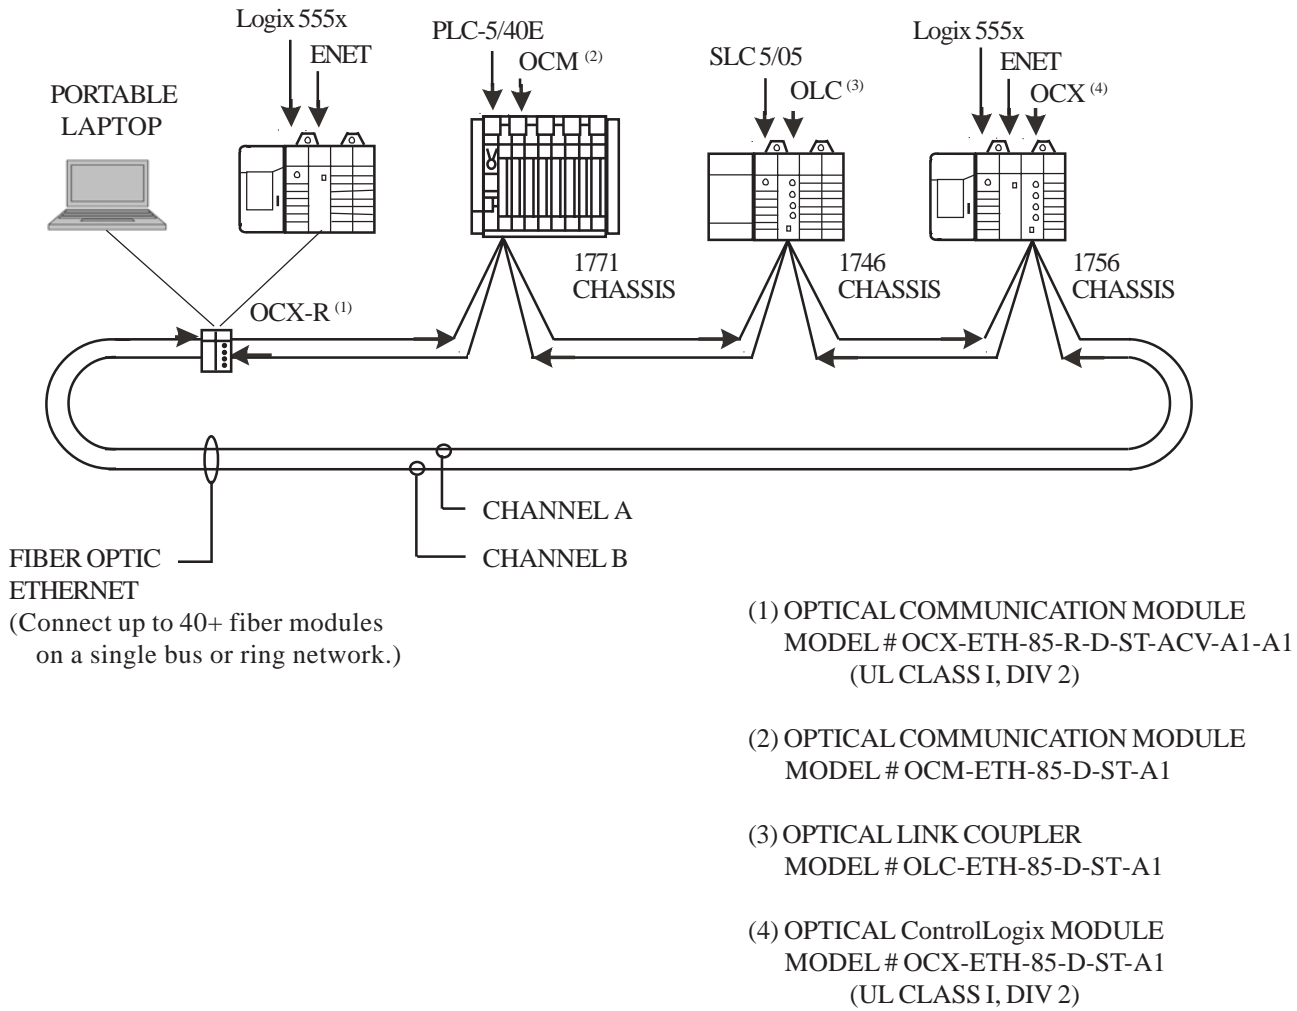 Logix 555x
ENET
PORTABLE
LAPTOP
PLC-5/40E
OCM (2)
SLC 5/05
OLC (3)
Logix 555x
ENET
OCX (4)
1771
CHASSIS
1746
CHASSIS
1756
CHASSIS
OCX-R (1)
CHANNEL A
CHANNEL B
FIBER OPTIC
ETHERNET
(Connect up to 40+ fiber modules
on a single bus or ring network.)
(1) OPTICAL COMMUNICATION MODULE
MODEL # OCX-ETH-85-R-D-ST-ACV-A1-A1
(UL CLASS I, DIV 2)
(2) OPTICAL COMMUNICATION MODULE
MODEL # OCM-ETH-85-D-ST-A1
(3) OPTICAL LINK COUPLER
MODEL # OLC-ETH-85-D-ST-A1
(4) OPTICAL ControlLogix MODULE
MODEL # OCX-ETH-85-D-ST-A1
(UL CLASS I, DIV 2)